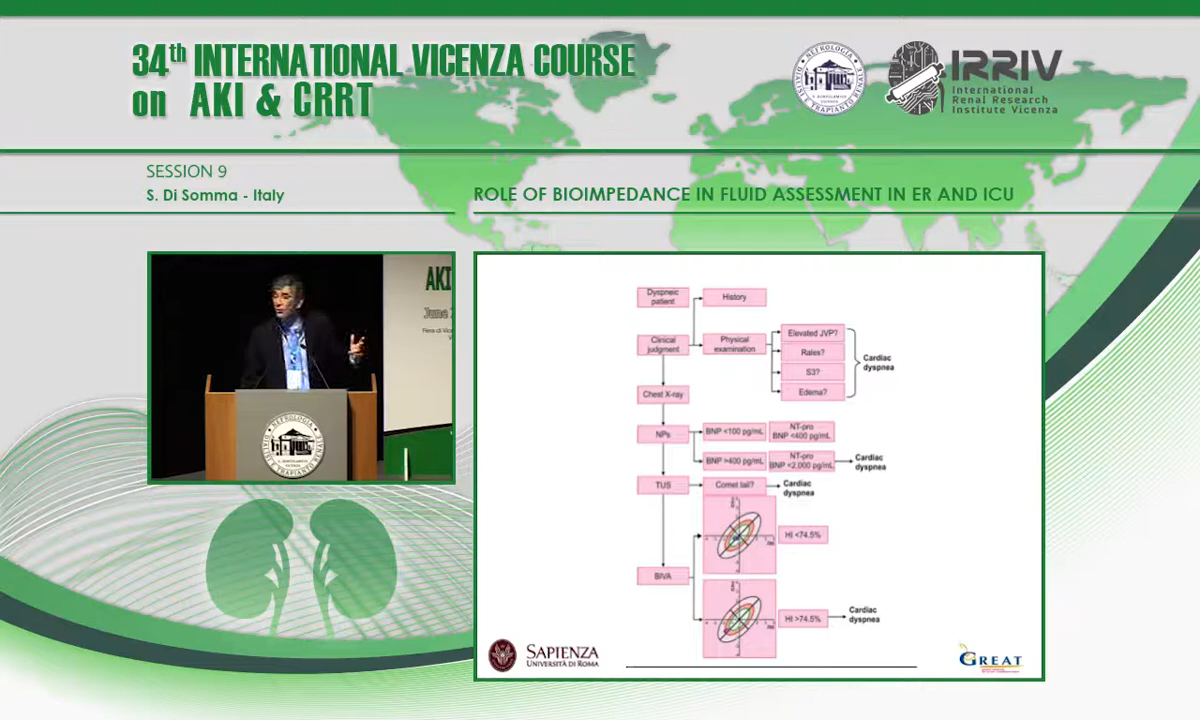 34th INTERNATIONAL VICENZA COURSE
on AKI & CRRT
IRRIV
International
Renal Research
Institute Vicenza
SESSION 9
S. Di Somma - Italy
ROLE OF BIOIMPEDANCE IN FLUID ASSESSMENT IN ER AND ICU
AKI
June
Dyspneic
patient
History
Clinical
judgment
Physical
examination
Elevated JVP?
Rales?
S3?
Edema?
Cardiac
dyspnea
Chest X-ray
NPs
BNP <100 pg/mL
NT-pro
BNP <400 pg/mL
BNP >400 pg/mL
NT-pro
BNP <2,000 pg/mL
Cardiac
dyspnea
TUS
Comet tail?
Cardiac
dyspnea
BIVA
HI <74.5%
HI >74.5%
Cardiac
dyspnea
SAPIENZA
UNIVERSITÀ DI ROMA
GREAT